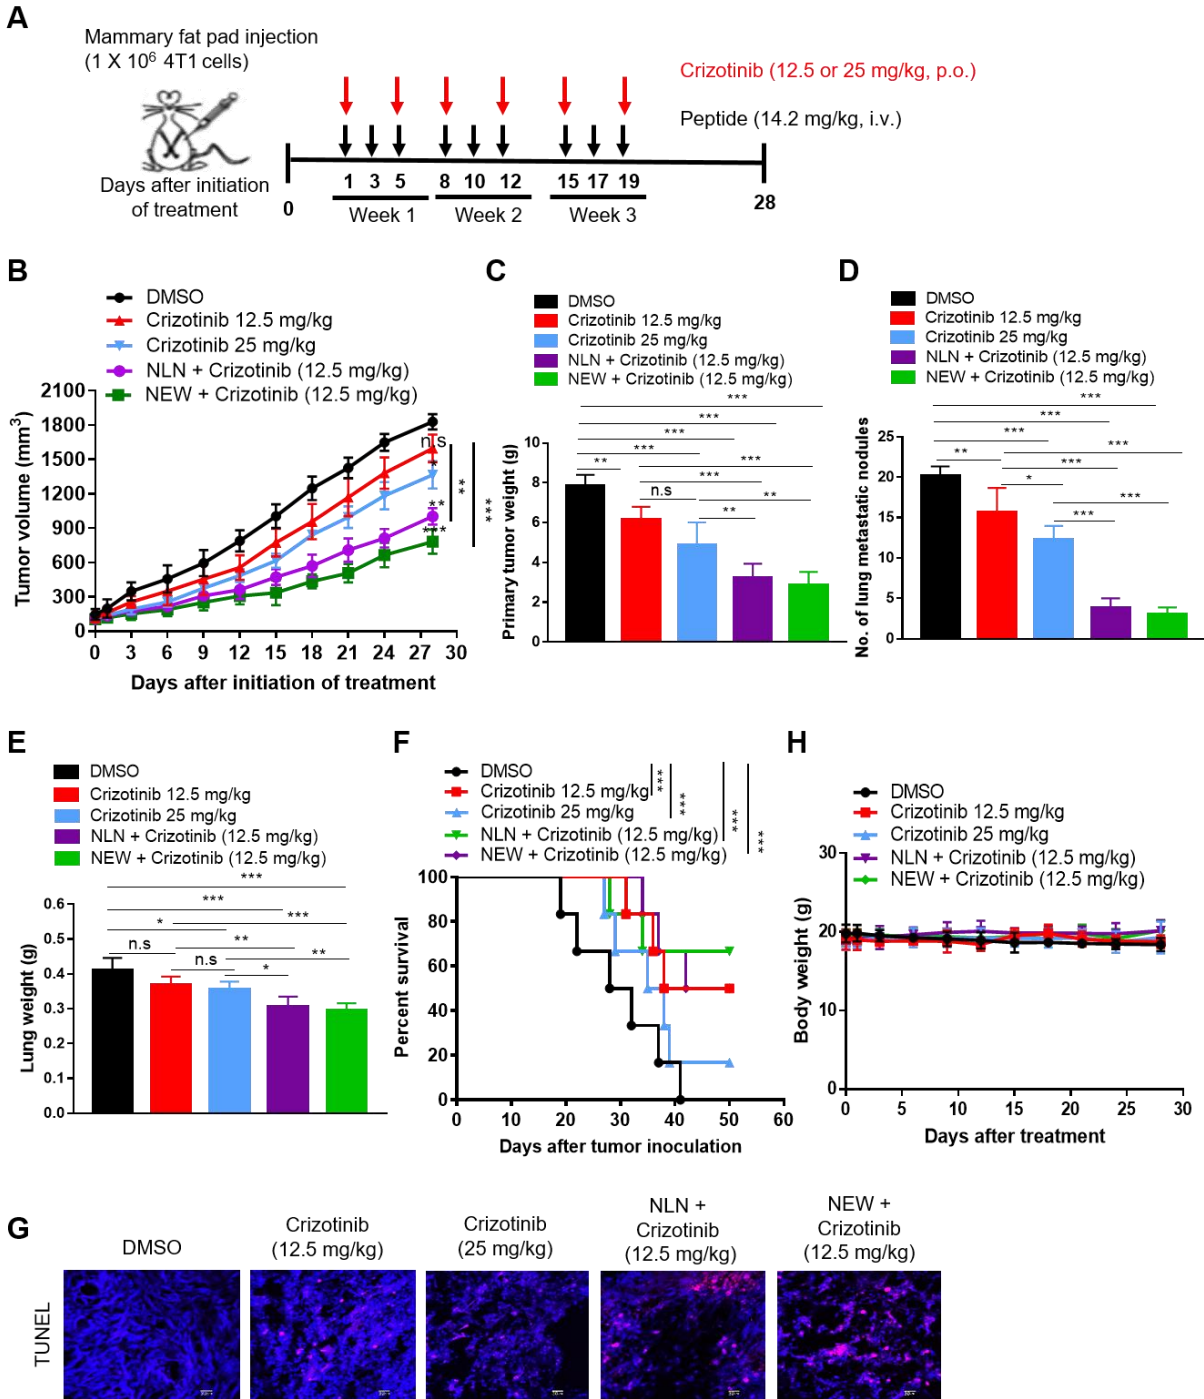 A
Mammary fat pad injection
(1 X 10⁶ 4T1 cells)
Crizotinib (12.5 or 25 mg/kg, p.o.)
Peptide (14.2 mg/kg, i.v.)
Days after initiation
of treatment
0
1 3 5 8 10 12 15 17 19
28
Week 1 Week 2 Week 3
B
DMSO
Crizotinib 12.5 mg/kg
Crizotinib 25 mg/kg
NLN + Crizotinib (12.5 mg/kg)
NEW + Crizotinib (12.5 mg/kg)
Tumor volume (mm³)
2100
1800
1500
1200
900
600
300
0
n.s
*
**
***
**
***
0 3 6 9 12 15 18 21 24 27 30
Days after initiation of treatment
C
DMSO
Crizotinib 12.5 mg/kg
Crizotinib 25 mg/kg
NLN + Crizotinib (12.5 mg/kg)
NEW + Crizotinib (12.5 mg/kg)
Primary tumor weight (g)
10
8
6
4
2
0
***
***
***
***
**
***
***
n.s
**
**
D
DMSO
Crizotinib 12.5 mg/kg
Crizotinib 25 mg/kg
NLN + Crizotinib (12.5 mg/kg)
NEW + Crizotinib (12.5 mg/kg)
No. of lung metastatic nodules
25
20
15
10
5
0
***
***
***
**
***
***
*
***
***
E
DMSO
Crizotinib 12.5 mg/kg
Crizotinib 25 mg/kg
NLN + Crizotinib (12.5 mg/kg)
NEW + Crizotinib (12.5 mg/kg)
Lung weight (g)
0.6
0.5
0.4
0.3
0.2
0.1
0.0
***
***
*
n.s
***
**
n.s
**
*
F
DMSO
Crizotinib 12.5 mg/kg
Crizotinib 25 mg/kg
NLN + Crizotinib (12.5 mg/kg)
NEW + Crizotinib (12.5 mg/kg)
***
***
***
***
Percent survival
100
80
60
40
20
0
0 20 30 40 50 60
Days after tumor inoculation
H
DMSO
Crizotinib 12.5 mg/kg
Crizotinib 25 mg/kg
NLN + Crizotinib (12.5 mg/kg)
NEW + Crizotinib (12.5 mg/kg)
Body weight (g)
30
20
10
0
0 5 10 15 20 25 30
Days after treatment
G
DMSO
Crizotinib
(12.5 mg/kg)
Crizotinib
(25 mg/kg)
NLN +
Crizotinib
(12.5 mg/kg)
NEW +
Crizotinib
(12.5 mg/kg)
TUNEL